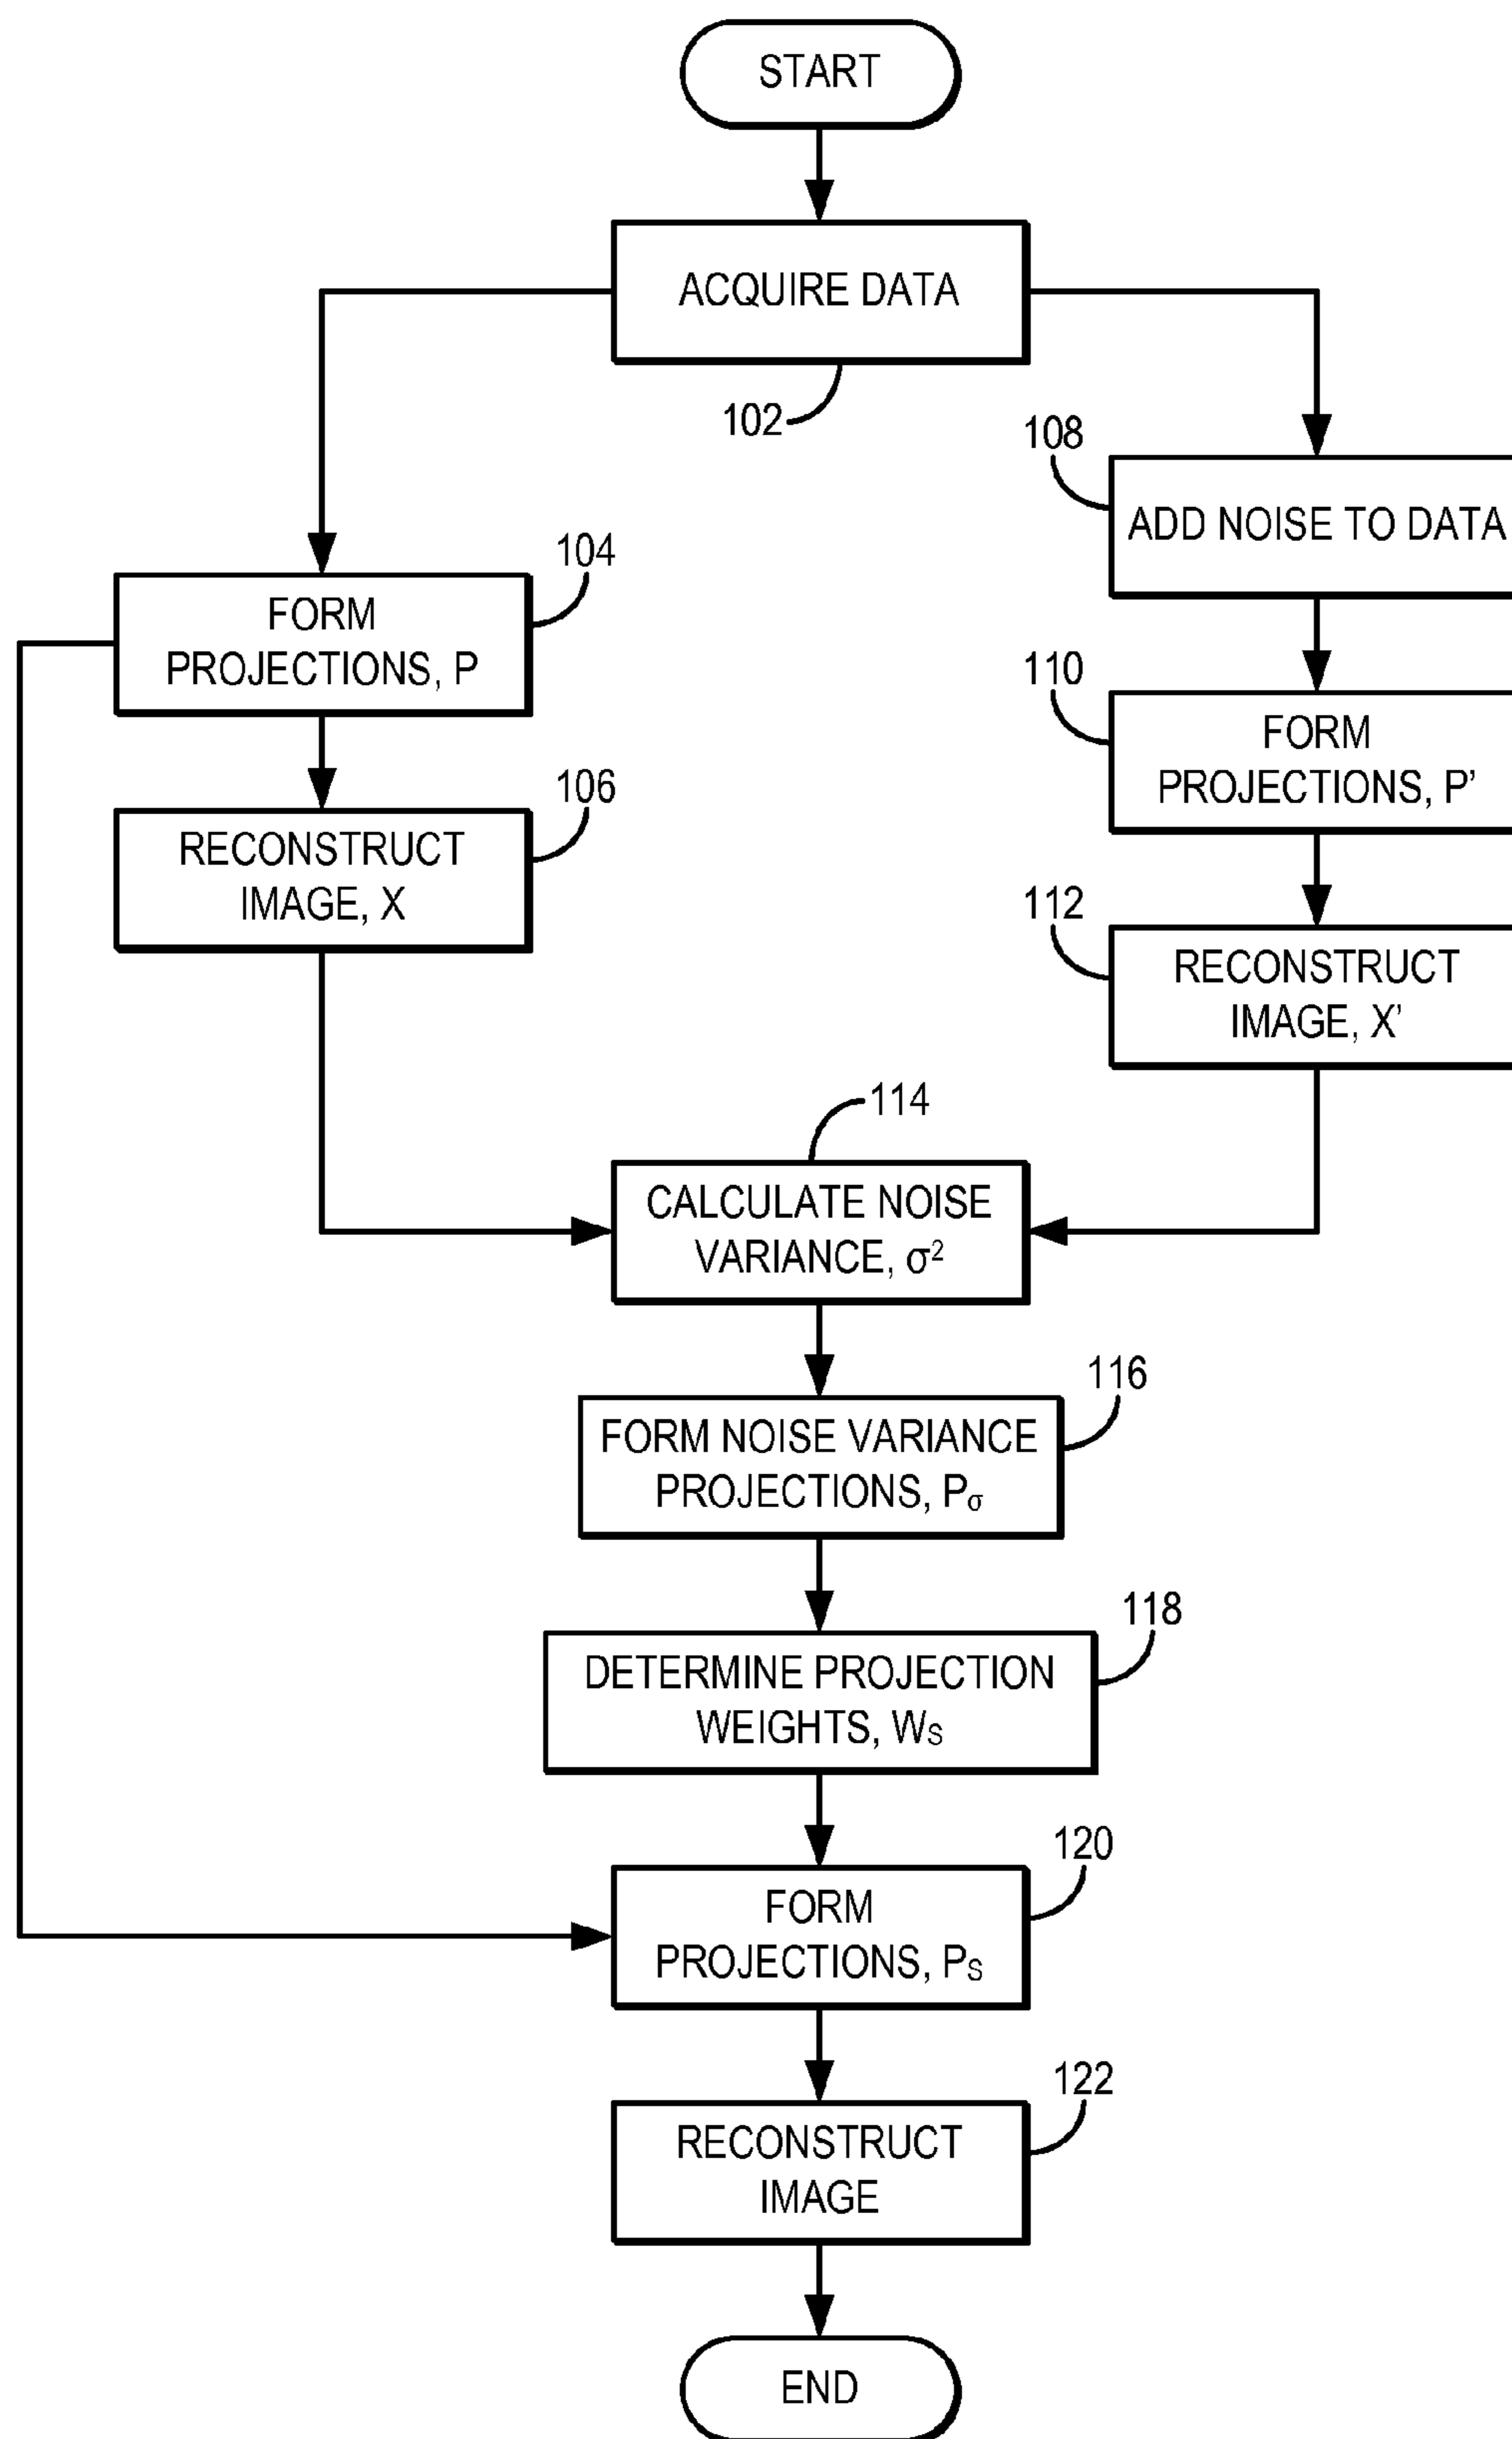 START
ACQUIRE DATA
102
108
ADD NOISE TO DATA
104
FORM
PROJECTIONS, P
110
FORM
PROJECTIONS, P’
106
RECONSTRUCT
IMAGE, X
112
RECONSTRUCT
IMAGE, X’
114
CALCULATE NOISE
VARIANCE, σ²
116
FORM NOISE VARIANCE
PROJECTIONS, Pσ
118
DETERMINE PROJECTION
WEIGHTS, WS
120
FORM
PROJECTIONS, PS
122
RECONSTRUCT
IMAGE
END